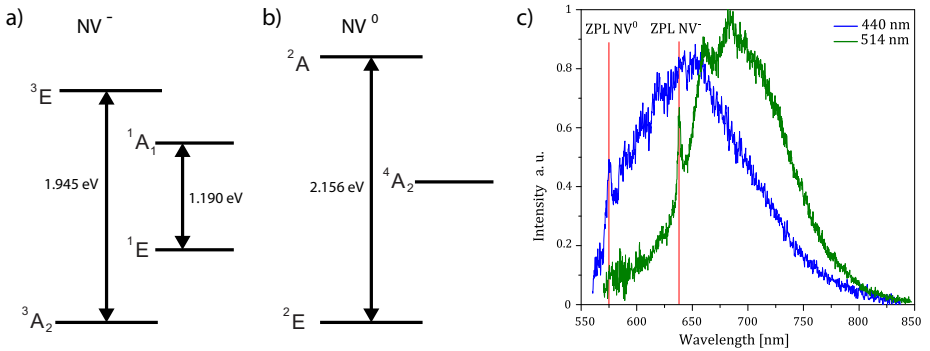 a)
NV⁻
³E
¹A₁
1.945 eV
1.190 eV
¹E
³A₂
b)
NV⁰
²A
⁴A₂
2.156 eV
²E
c)
ZPL NV⁰
ZPL NV⁻
440 nm
514 nm
Intensity a. u.
1
0.8
0.6
0.4
0.2
0
550
600
650
700
750
800
850
Wavelength [nm]